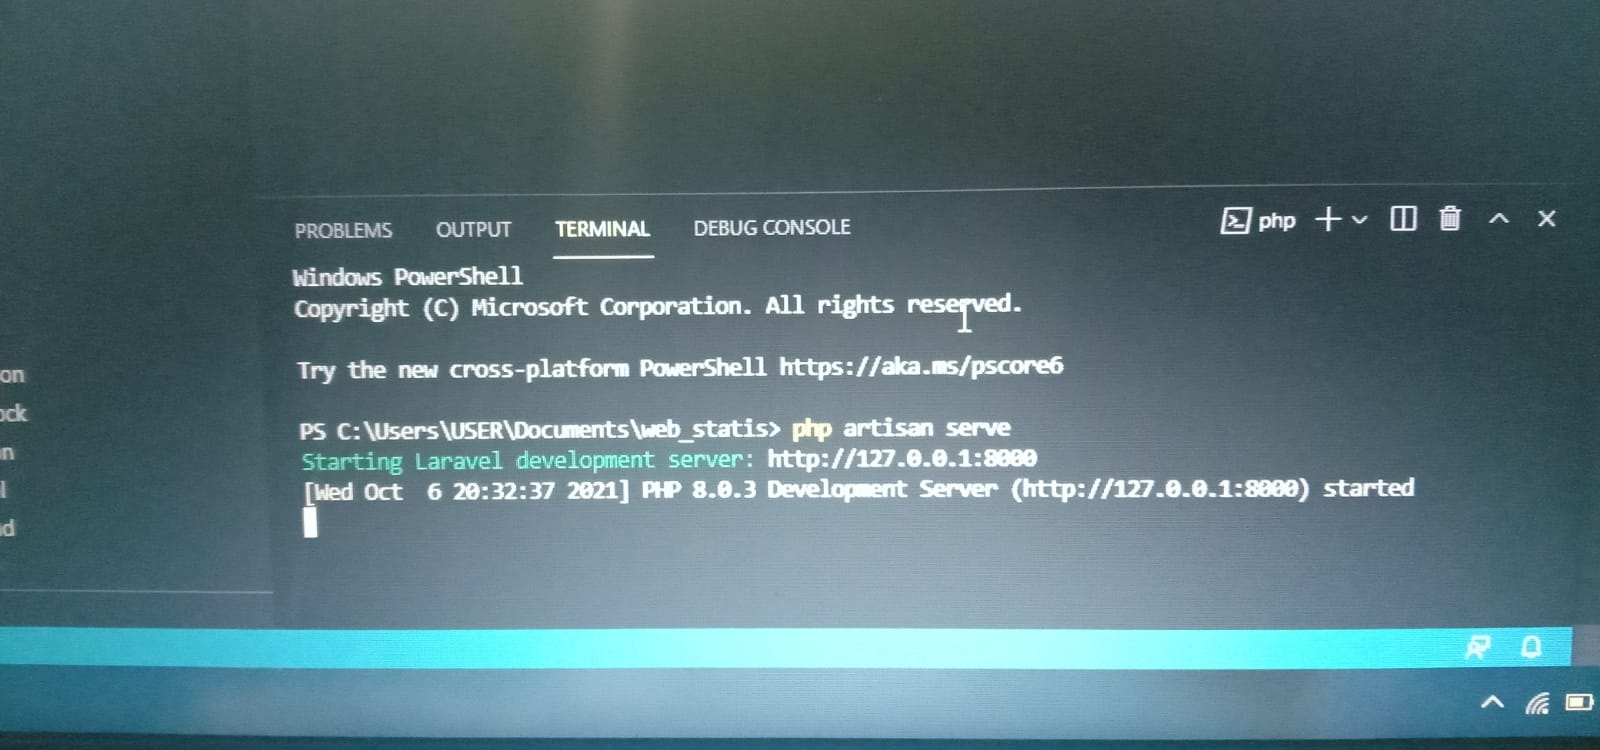 PROBLEMS OUTPUT TERMINAL DEBUG CONSOLE php
Windows PowerShell
Copyright (C) Microsoft Corporation. All rights reserved.
Try the new cross-platform PowerShell https://aka.ms/pscore6
PS C:\Users\USER\Documents\web_statis> php artisan serve
Starting Laravel development server: http://127.0.0.1:8000
[Wed Oct  6 20:32:37 2021] PHP 8.0.3 Development Server (http://127.0.0.1:8000) started